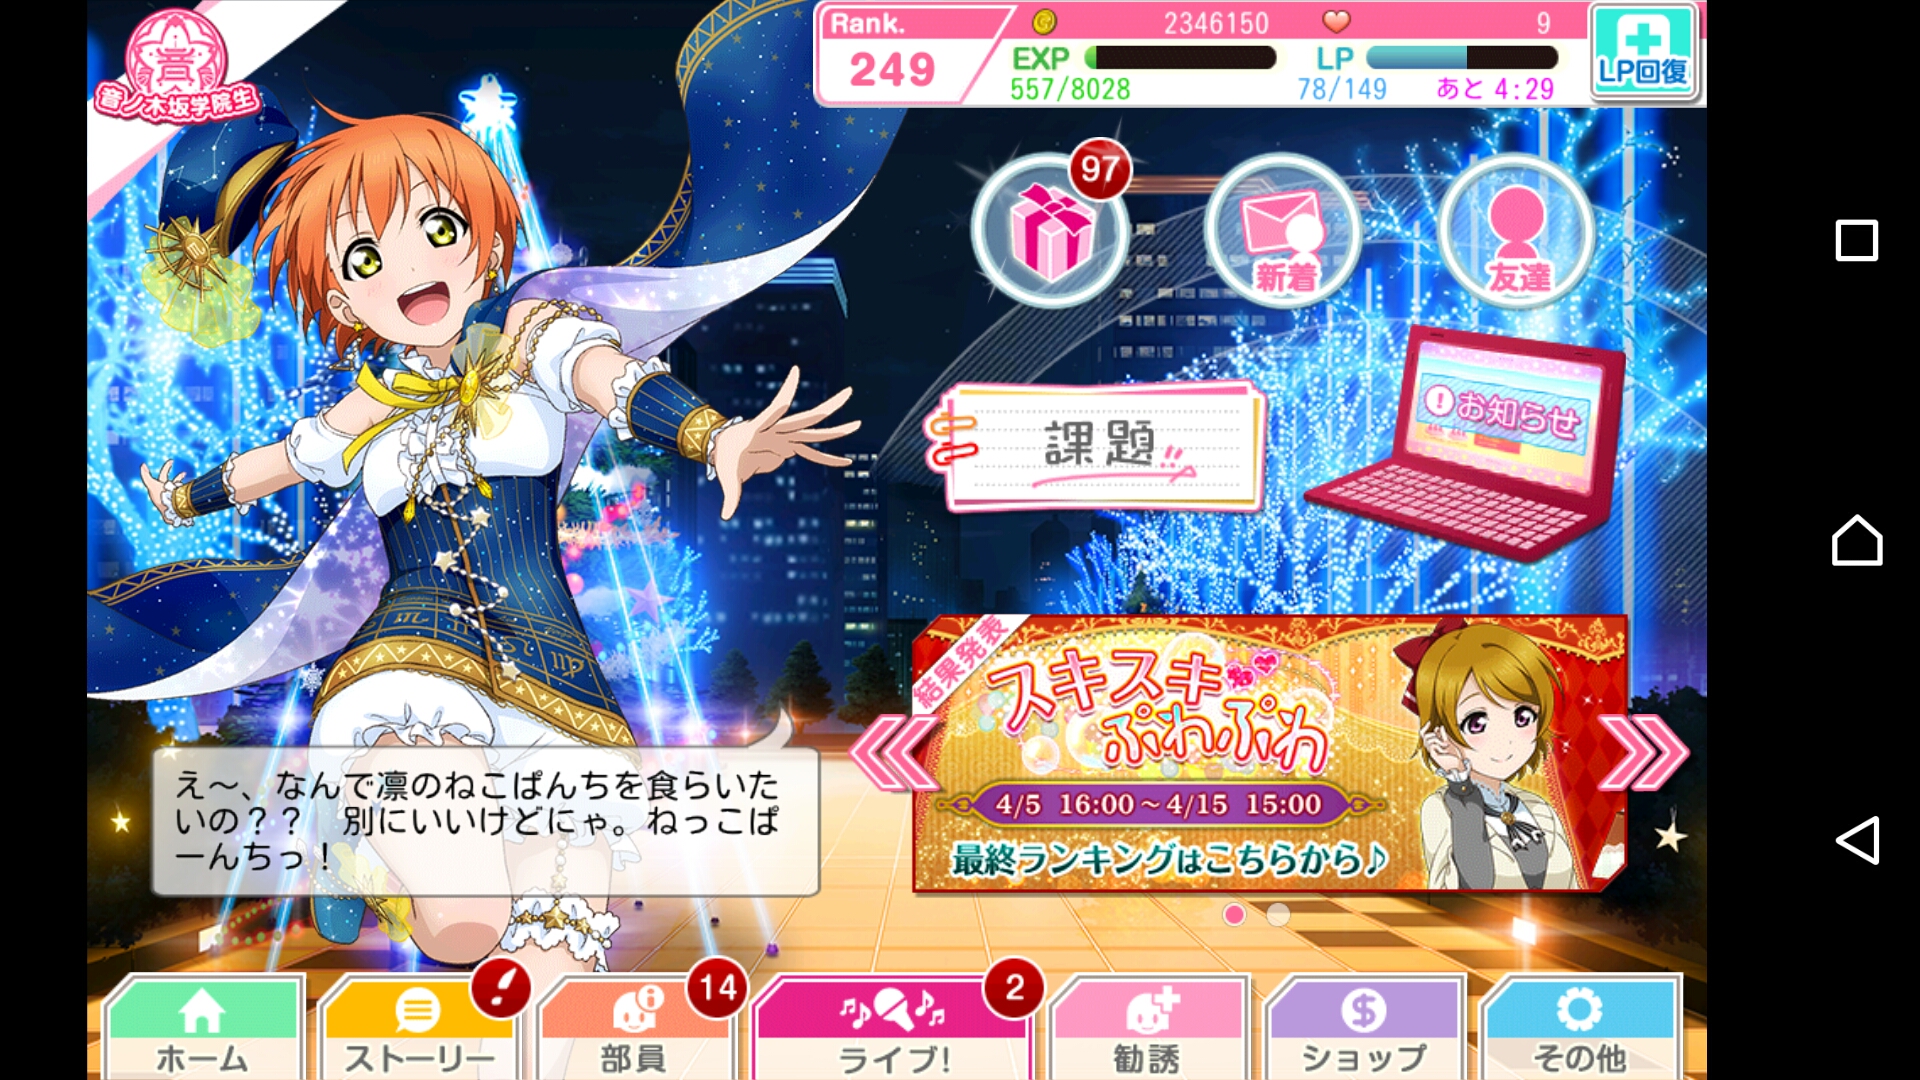 音ノ木坂学院生
Rank.
249
2346150
9
EXP
557/8028
LP
78/149
あと 4:29
LP回復
97
新着
友達
課題!!
!お知らせ
結果発表
スキスキ
ぷわぷわ
4/5 16:00～4/15 15:00
最終ランキングはこちらから♪
え～、なんで凛のねこぱんちを食らいた
いの？？　別にいいけどにゃ。ねっこぱ
ーんちっ！
!
14
2
ホーム
ストーリー
部員
ライブ!
勧誘
ショップ
その他